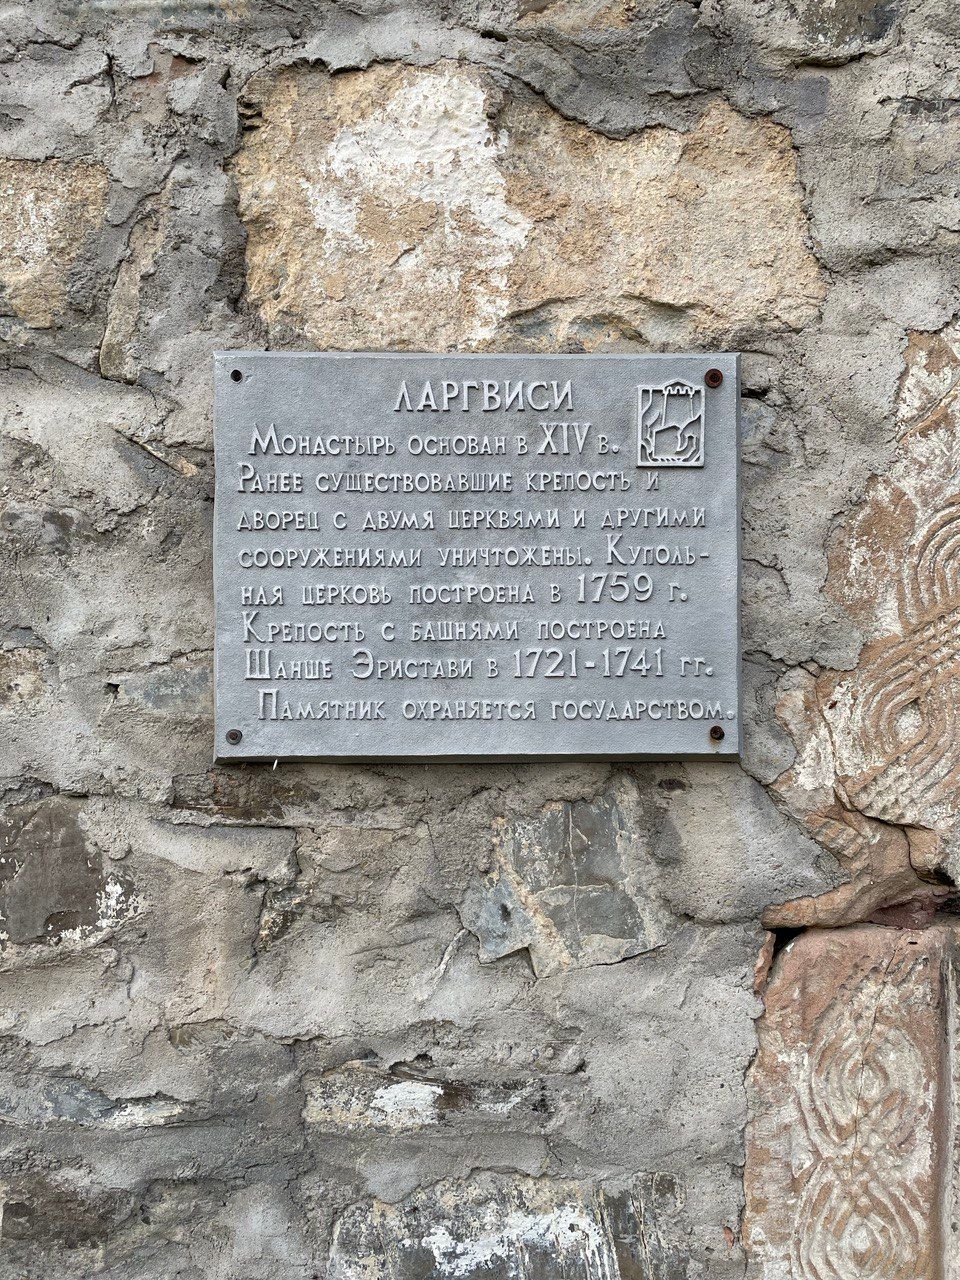 ЛАРГВИСИ
Монастырь основан в XIV в.
Ранее существовавшие крепость и
дворец с двумя церквями и другими
сооружениями уничтожены. Куполь-
ная церковь построена в 1759 г.
Крепость с башнями построена
Шанше Эристави в 1721-1741 гг.
Памятник охраняется государством.